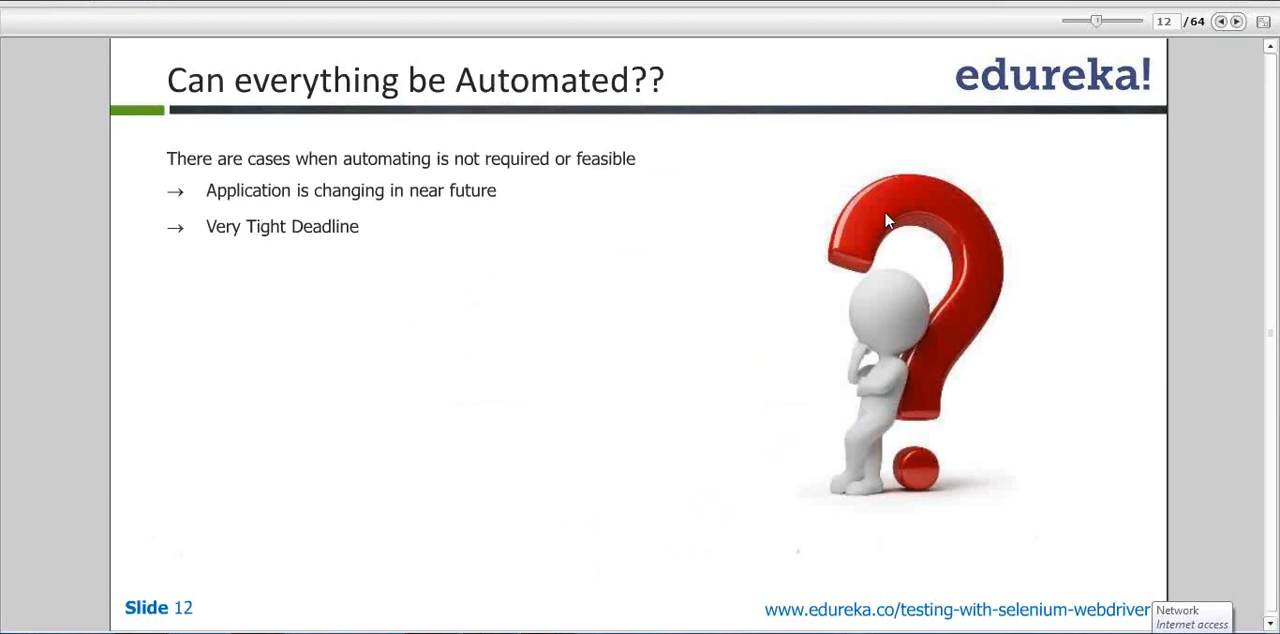 12 /64
Can everything be Automated??
edureka!
There are cases when automating is not required or feasible
→ Application is changing in near future
→ Very Tight Deadline
Slide 12
www.edureka.co/testing-with-selenium-webdriver
Network
Internet access